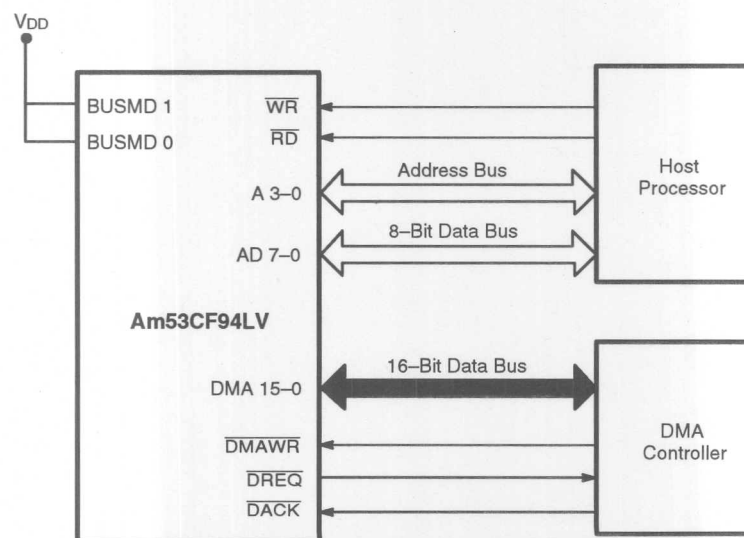 VDD
BUSMD 1
BUSMD 0
WR
RD
A 3–0
AD 7–0
Am53CF94LV
DMA 15–0
DMAWR
DREQ
DACK
Address Bus
8–Bit Data Bus
16–Bit Data Bus
Host
Processor
DMA
Controller